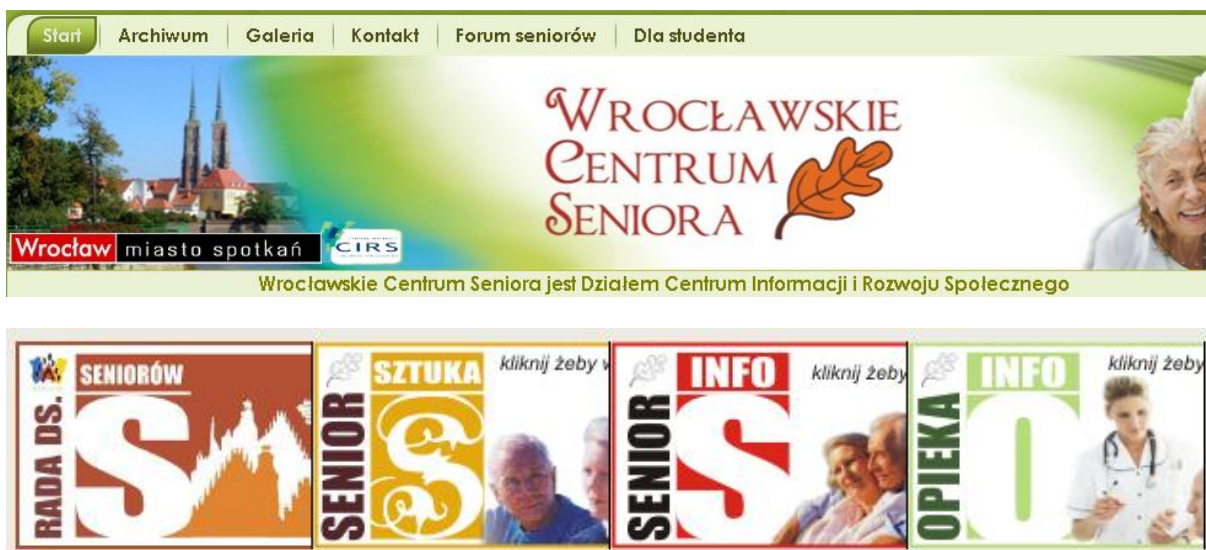 Start Archiwum Galeria Kontakt Forum seniorów Dla studenta
WROCŁAWSKIE
CENTRUM
SENIORA
Wrocław miasto spotkań CIRS
Wrocławskie Centrum Seniora jest Działem Centrum Informacji i Rozwoju Społecznego
RADA DS. SENIORÓW
S
SENIOR SZTUKA kliknij żeby
S
SENIOR INFO kliknij żeby
S
OPIEKA INFO kliknij żeby
O